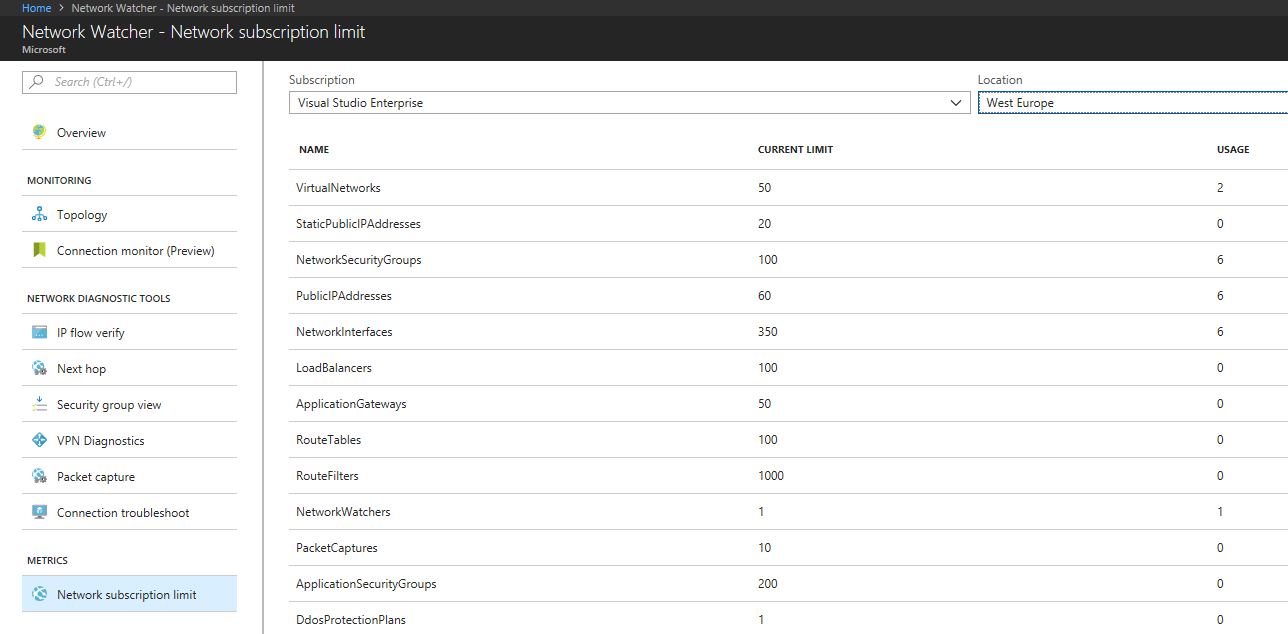 Home > Network Watcher - Network subscription limit
Network Watcher - Network subscription limit
Microsoft
Search (Ctrl+/)
Overview
MONITORING
Topology
Connection monitor (Preview)
NETWORK DIAGNOSTIC TOOLS
IP flow verify
Next hop
Security group view
VPN Diagnostics
Packet capture
Connection troubleshoot
METRICS
Network subscription limit
Subscription Location
Visual Studio Enterprise West Europe
NAME CURRENT LIMIT USAGE
VirtualNetworks 50 2
StaticPublicIPAddresses 20 0
NetworkSecurityGroups 100 6
PublicIPAddresses 60 6
NetworkInterfaces 350 6
LoadBalancers 100 0
ApplicationGateways 50 0
RouteTables 100 0
RouteFilters 1000 0
NetworkWatchers 1 1
PacketCaptures 10 0
ApplicationSecurityGroups 200 0
DdosProtectionPlans 1 0